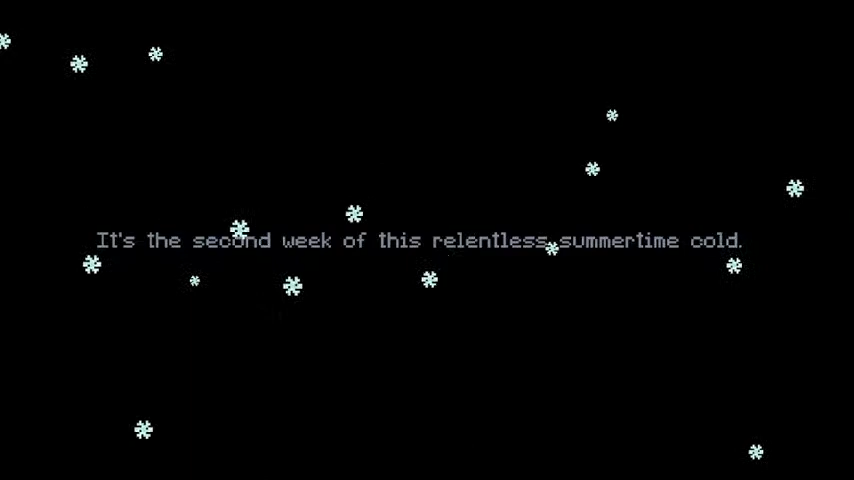 It's the second week of this relentless summertime cold.